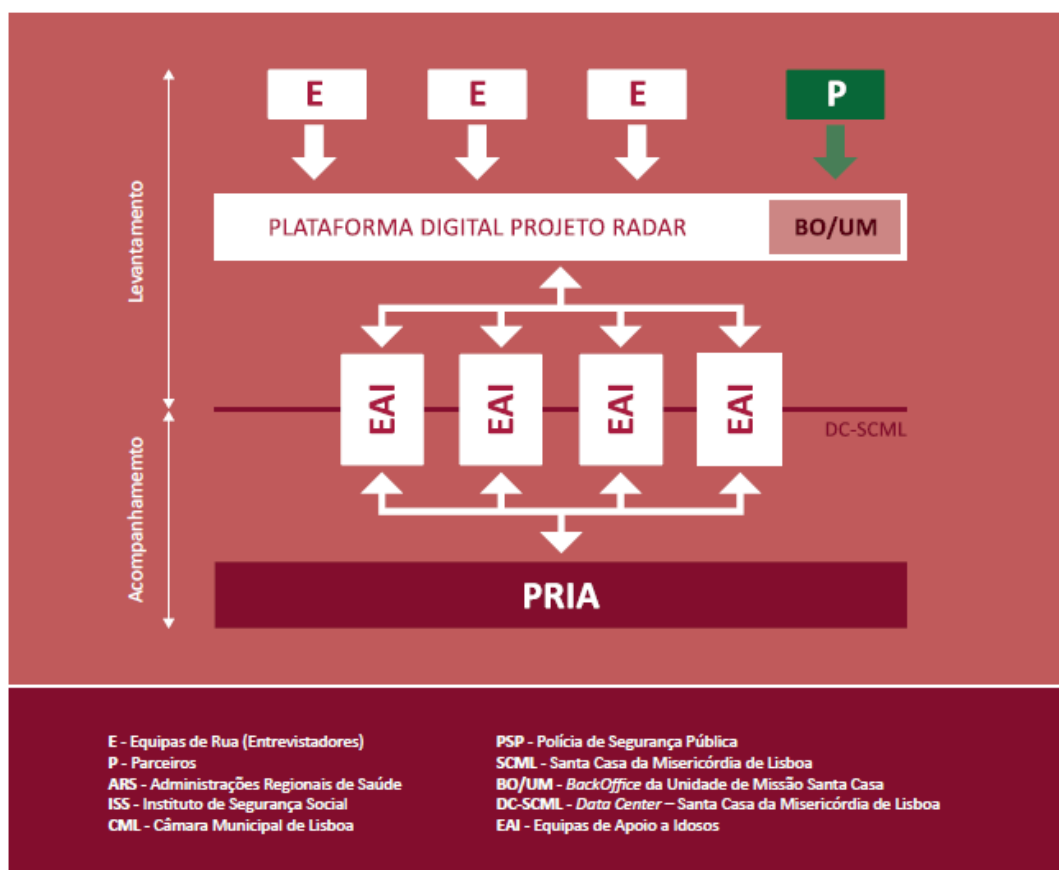 E E E P
Levantamento
PLATAFORMA DIGITAL PROJETO RADAR BO/UM
EAI EAI EAI EAI
DC-SCML
Acompanhamemto
PRIA
E - Equipas de Rua (Entrevistadores)
P - Parceiros
ARS - Administrações Regionais de Saúde
ISS - Instituto de Segurança Social
CML - Câmara Municipal de Lisboa
PSP - Polícia de Segurança Pública
SCML - Santa Casa da Misericórdia de Lisboa
BO/UM - BackOffice da Unidade de Missão Santa Casa
DC-SCML - Data Center – Santa Casa da Misericórdia de Lisboa
EAI - Equipas de Apoio a Idosos